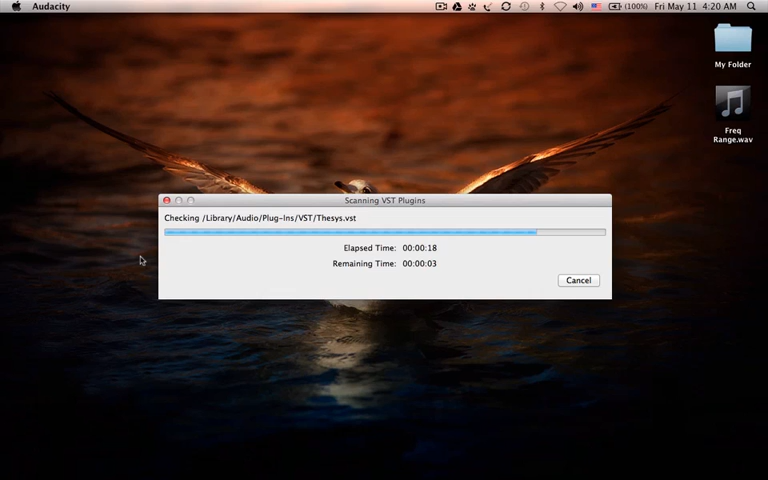 Audacity
(100%) Fri May 11 4:20 AM
My Folder
Freq
Range.wav
Scanning VST Plugins
Checking /Library/Audio/Plug-Ins/VST/Thesys.vst
Elapsed Time: 00:00:18
Remaining Time: 00:00:03
Cancel